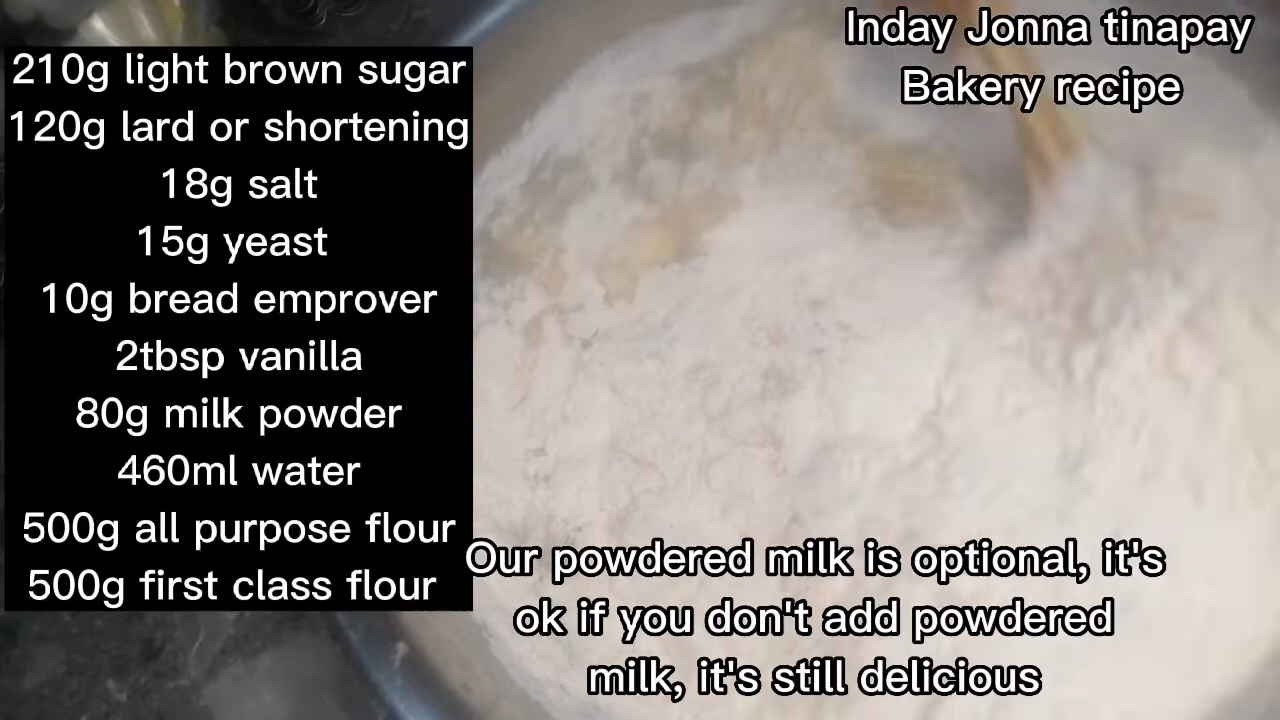 210g light brown sugar
120g lard or shortening
18g salt
15g yeast
10g bread emprover
2tbsp vanilla
80g milk powder
460ml water
500g all purpose flour
500g first class flour
Inday Jonna tinapay
Bakery recipe
Our powdered milk is optional, it's
ok if you don't add powdered
milk, it's still delicious